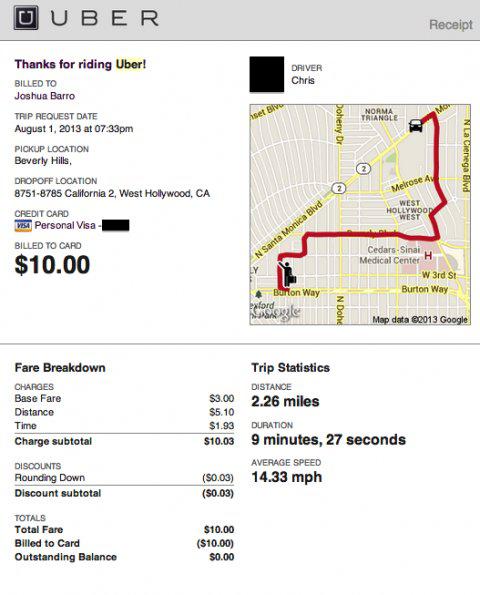 U UBER
Receipt
Thanks for riding Uber!
BILLED TO
Joshua Barro
TRIP REQUEST DATE
August 1, 2013 at 07:33pm
PICKUP LOCATION
Beverly Hills,
DROPOFF LOCATION
8751-8785 California 2, West Hollywood, CA
CREDIT CARD
VISA Personal Visa -
BILLED TO CARD
$10.00
DRIVER
Chris
NORMA
TRIANGLE
N Doheny Dr
N La Cienega Blvd
2
Melrose Ave
2
WEST
HOLLYWOOD
WEST
N Santa Monica Blvd
Beverly Blvd
Cedars-Sinai
Medical Center
H
W 3rd St
Burton Way
Burton Way
Google
Map data ©2013 Google
Fare Breakdown
CHARGES
Base Fare $3.00
Distance $5.10
Time $1.93
Charge subtotal $10.03
DISCOUNTS
Rounding Down ($0.03)
Discount subtotal ($0.03)
TOTALS
Total Fare $10.00
Billed to Card ($10.00)
Outstanding Balance $0.00
Trip Statistics
DISTANCE
2.26 miles
DURATION
9 minutes, 27 seconds
AVERAGE SPEED
14.33 mph